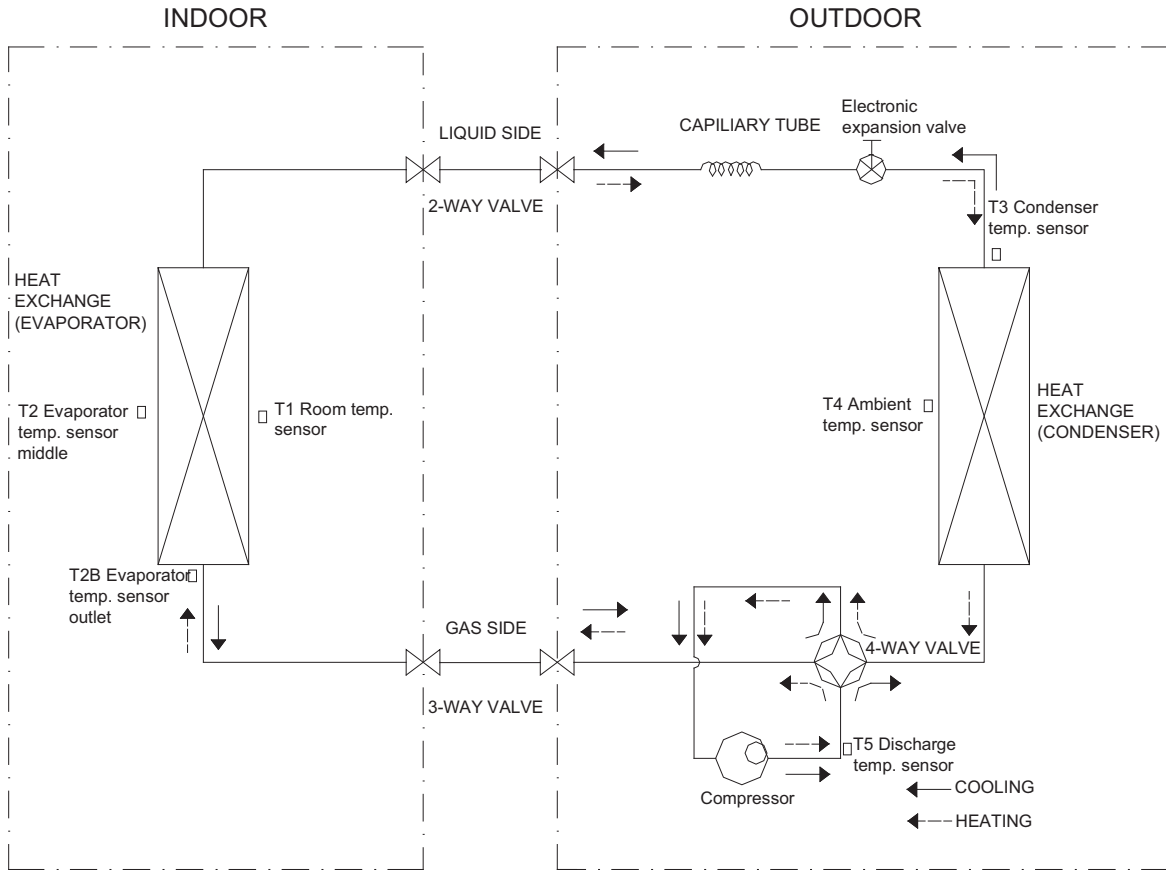 INDOOR
OUTDOOR
LIQUID SIDE
CAPILIARY TUBE
Electronic
expansion valve
2-WAY VALVE
T3 Condenser
temp. sensor
HEAT
EXCHANGE
(EVAPORATOR)
T2 Evaporator
temp. sensor
middle
T1 Room temp.
sensor
T4 Ambient
temp. sensor
HEAT
EXCHANGE
(CONDENSER)
T2B Evaporator
temp. sensor
outlet
GAS SIDE
4-WAY VALVE
3-WAY VALVE
T5 Discharge
temp. sensor
Compressor
COOLING
HEATING